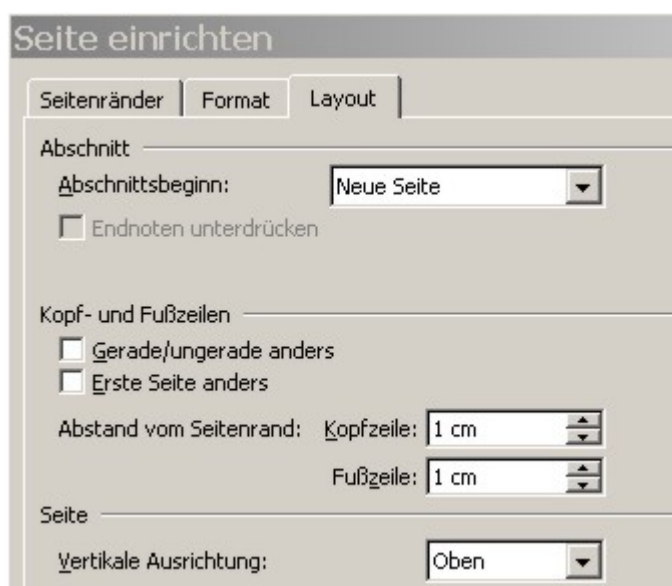 Seite einrichten
Seitenränder Format Layout
Abschnitt
Abschnittsbeginn: Neue Seite
Endnoten unterdrücken
Kopf- und Fußzeilen
Gerade/ungerade anders
Erste Seite anders
Abstand vom Seitenrand: Kopfzeile: 1 cm
Fußzeile: 1 cm
Seite
Vertikale Ausrichtung: Oben